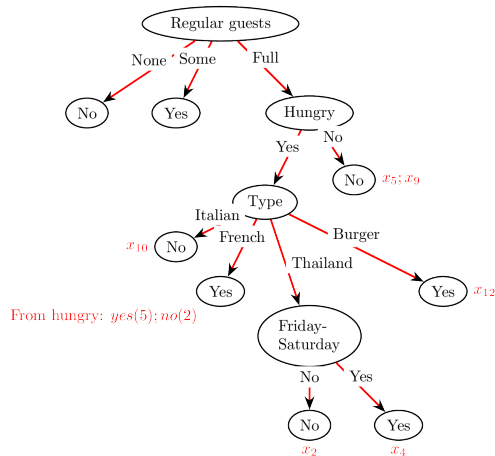 Regular guests
None
Some
Full
No
Yes
Hungry
Yes
No
No
x5; x9
Type
Italian
French
Thailand
Burger
x10
No
Yes
Yes
x12
From hungry: yes(5); no(2)
Friday-
Saturday
No
Yes
No
Yes
x2
x4